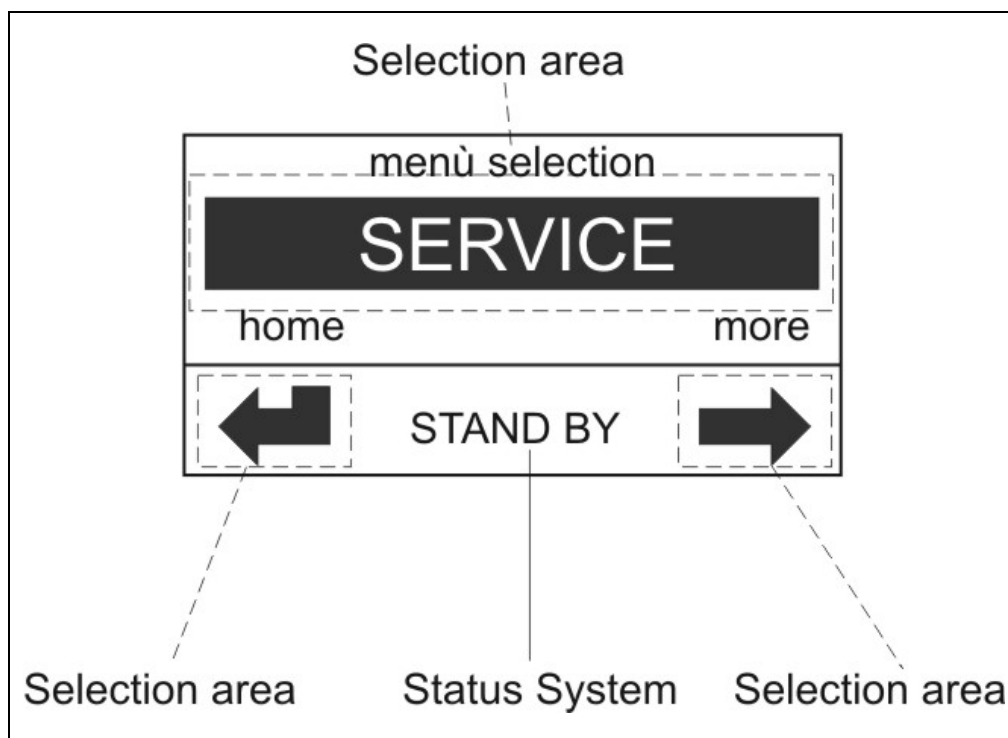 Selection area
menù selection
SERVICE
home more
STAND BY
Selection area Status System Selection area